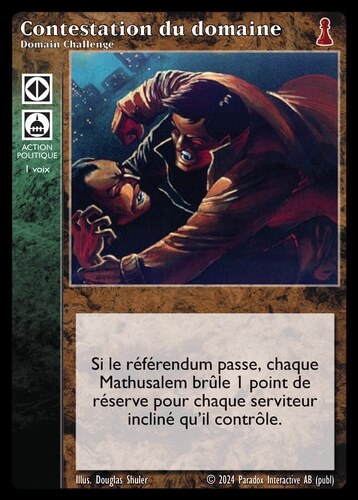 Contestation du domaine
Domain Challenge
ACTION
POLITIQUE
1 voix
Si le référendum passe, chaque
Mathusalem brûle 1 point de
réserve pour chaque serviteur
incliné qu'il contrôle.
Illus. Douglas Shuler © 2024 Paradox Interactive AB (publ)